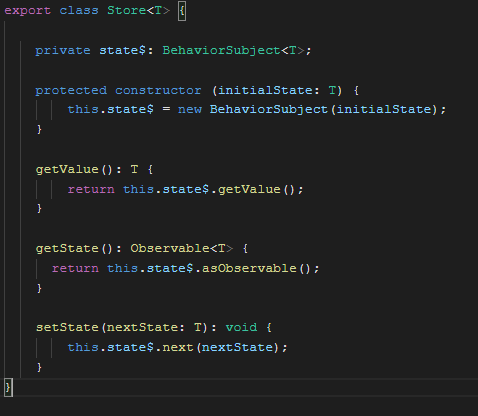 export class Store<T> {
private state$: BehaviorSubject<T>;
protected constructor (initialState: T) {
this.state$ = new BehaviorSubject(initialState);
}
getValue(): T {
return this.state$.getValue();
}
getState(): Observable<T> {
return this.state$.asObservable();
}
setState(nextState: T): void {
this.state$.next(nextState);
}
}